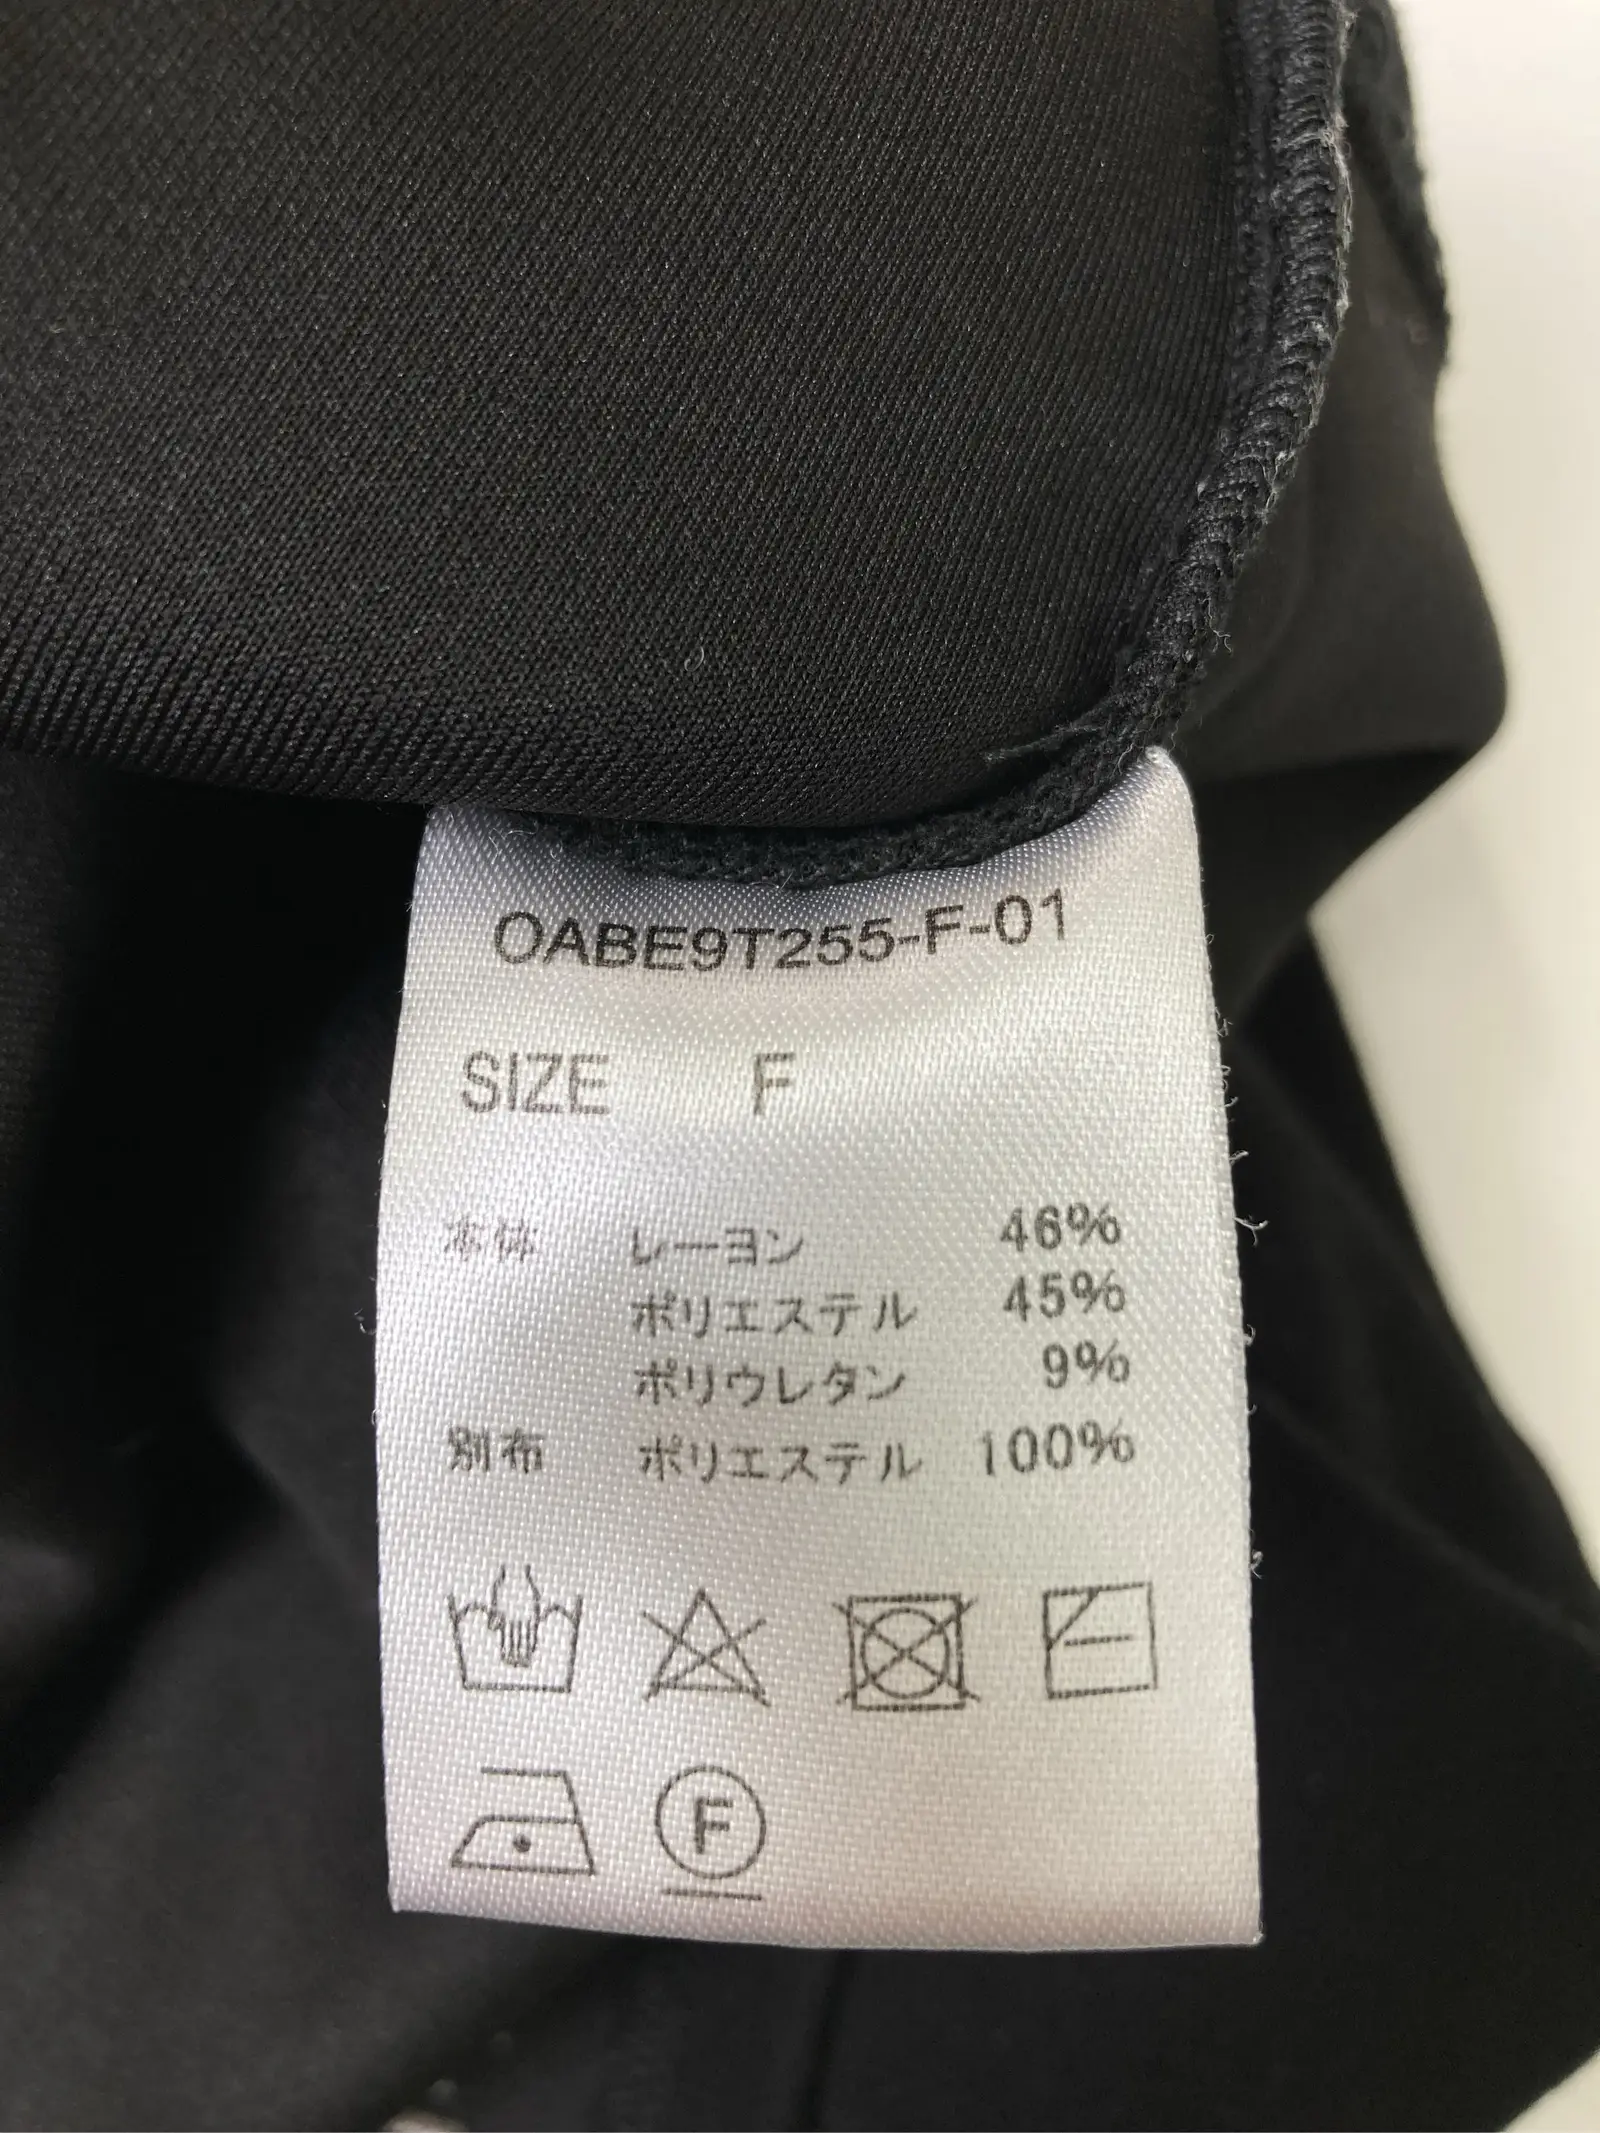 OABE9T255-F-01
SIZE F
本体 レーヨン 46%
ポリエステル 45%
ポリウレタン 9%
別布 ポリエステル 100%
F